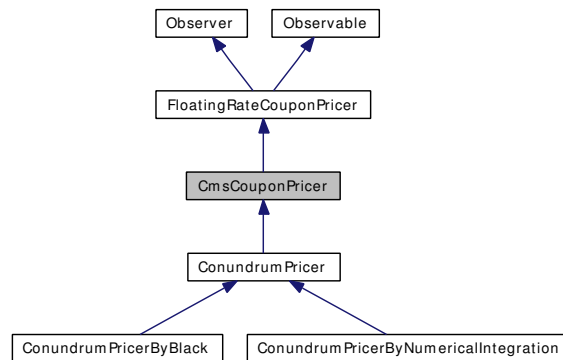 Observer
Observable
FloatingRateCouponPricer
CmsCouponPricer
ConundrumPricer
ConundrumPricerByBlack
ConundrumPricerByNumericalIntegration